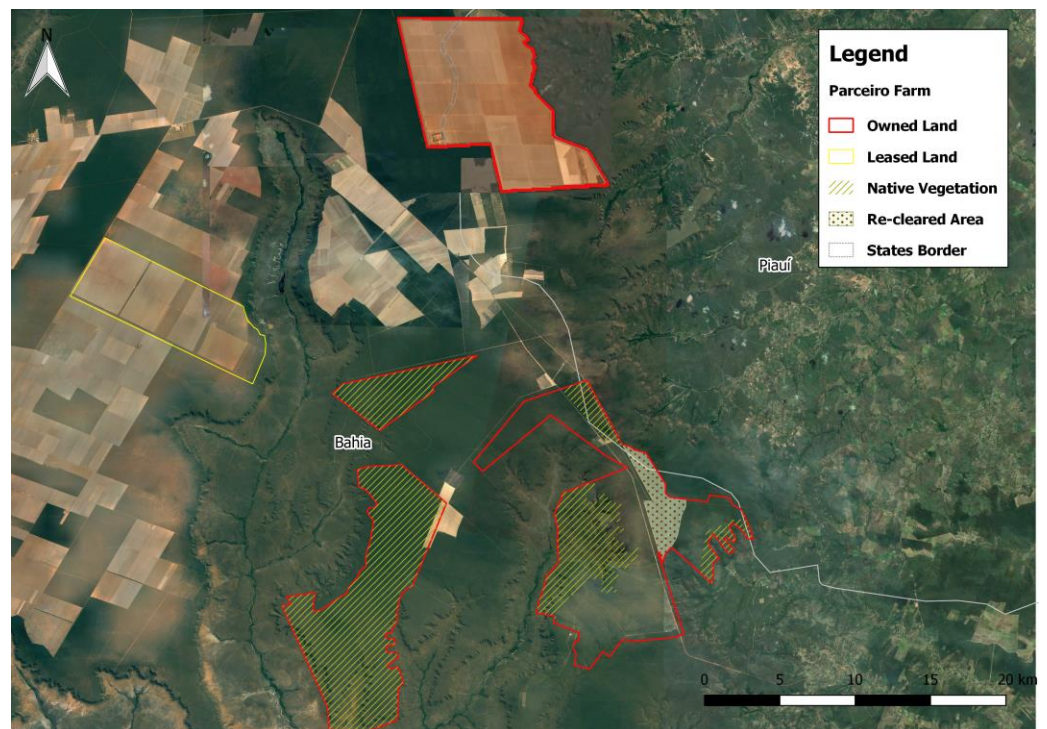 N
Legend
Parceiro Farm
Owned Land
Leased Land
Native Vegetation
Re-cleared Area
States Border
Piauí
Bahia
0 5 10 15 20 km